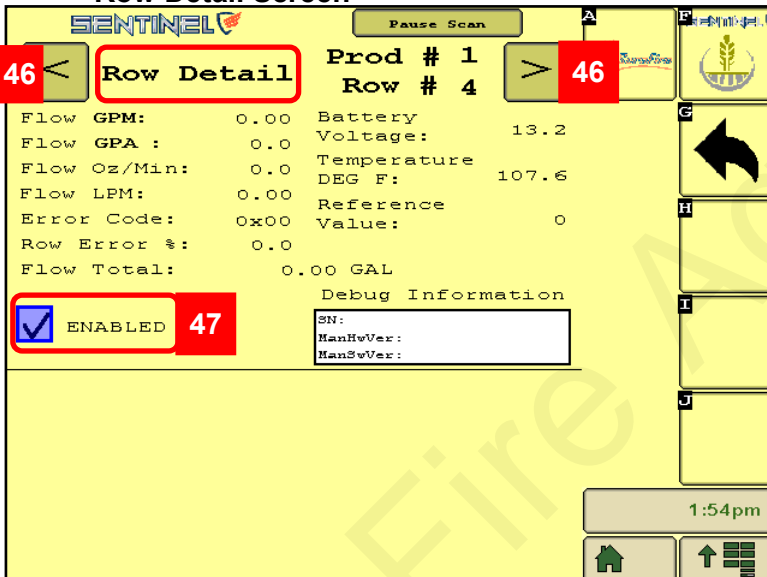 Row Detail Screen
SENTINEL
Pause Scan
A
F
SENTINEL
46
<
Row Detail
Prod # 1
Row # 4
>
46
SureFire
Flow GPM: 0.00
Flow GPA : 0.0
Flow Oz/Min: 0.0
Flow LPM: 0.00
Error Code: 0x00
Row Error %: 0.0
Flow Total: 0.00 GAL
Battery
Voltage: 13.2
Temperature
DEG F: 107.6
Reference
Value: 0
G
H
Debug Information
I
ENABLED
47
SN:
ManHwVer:
ManSwVer:
J
1:54pm
Fire A